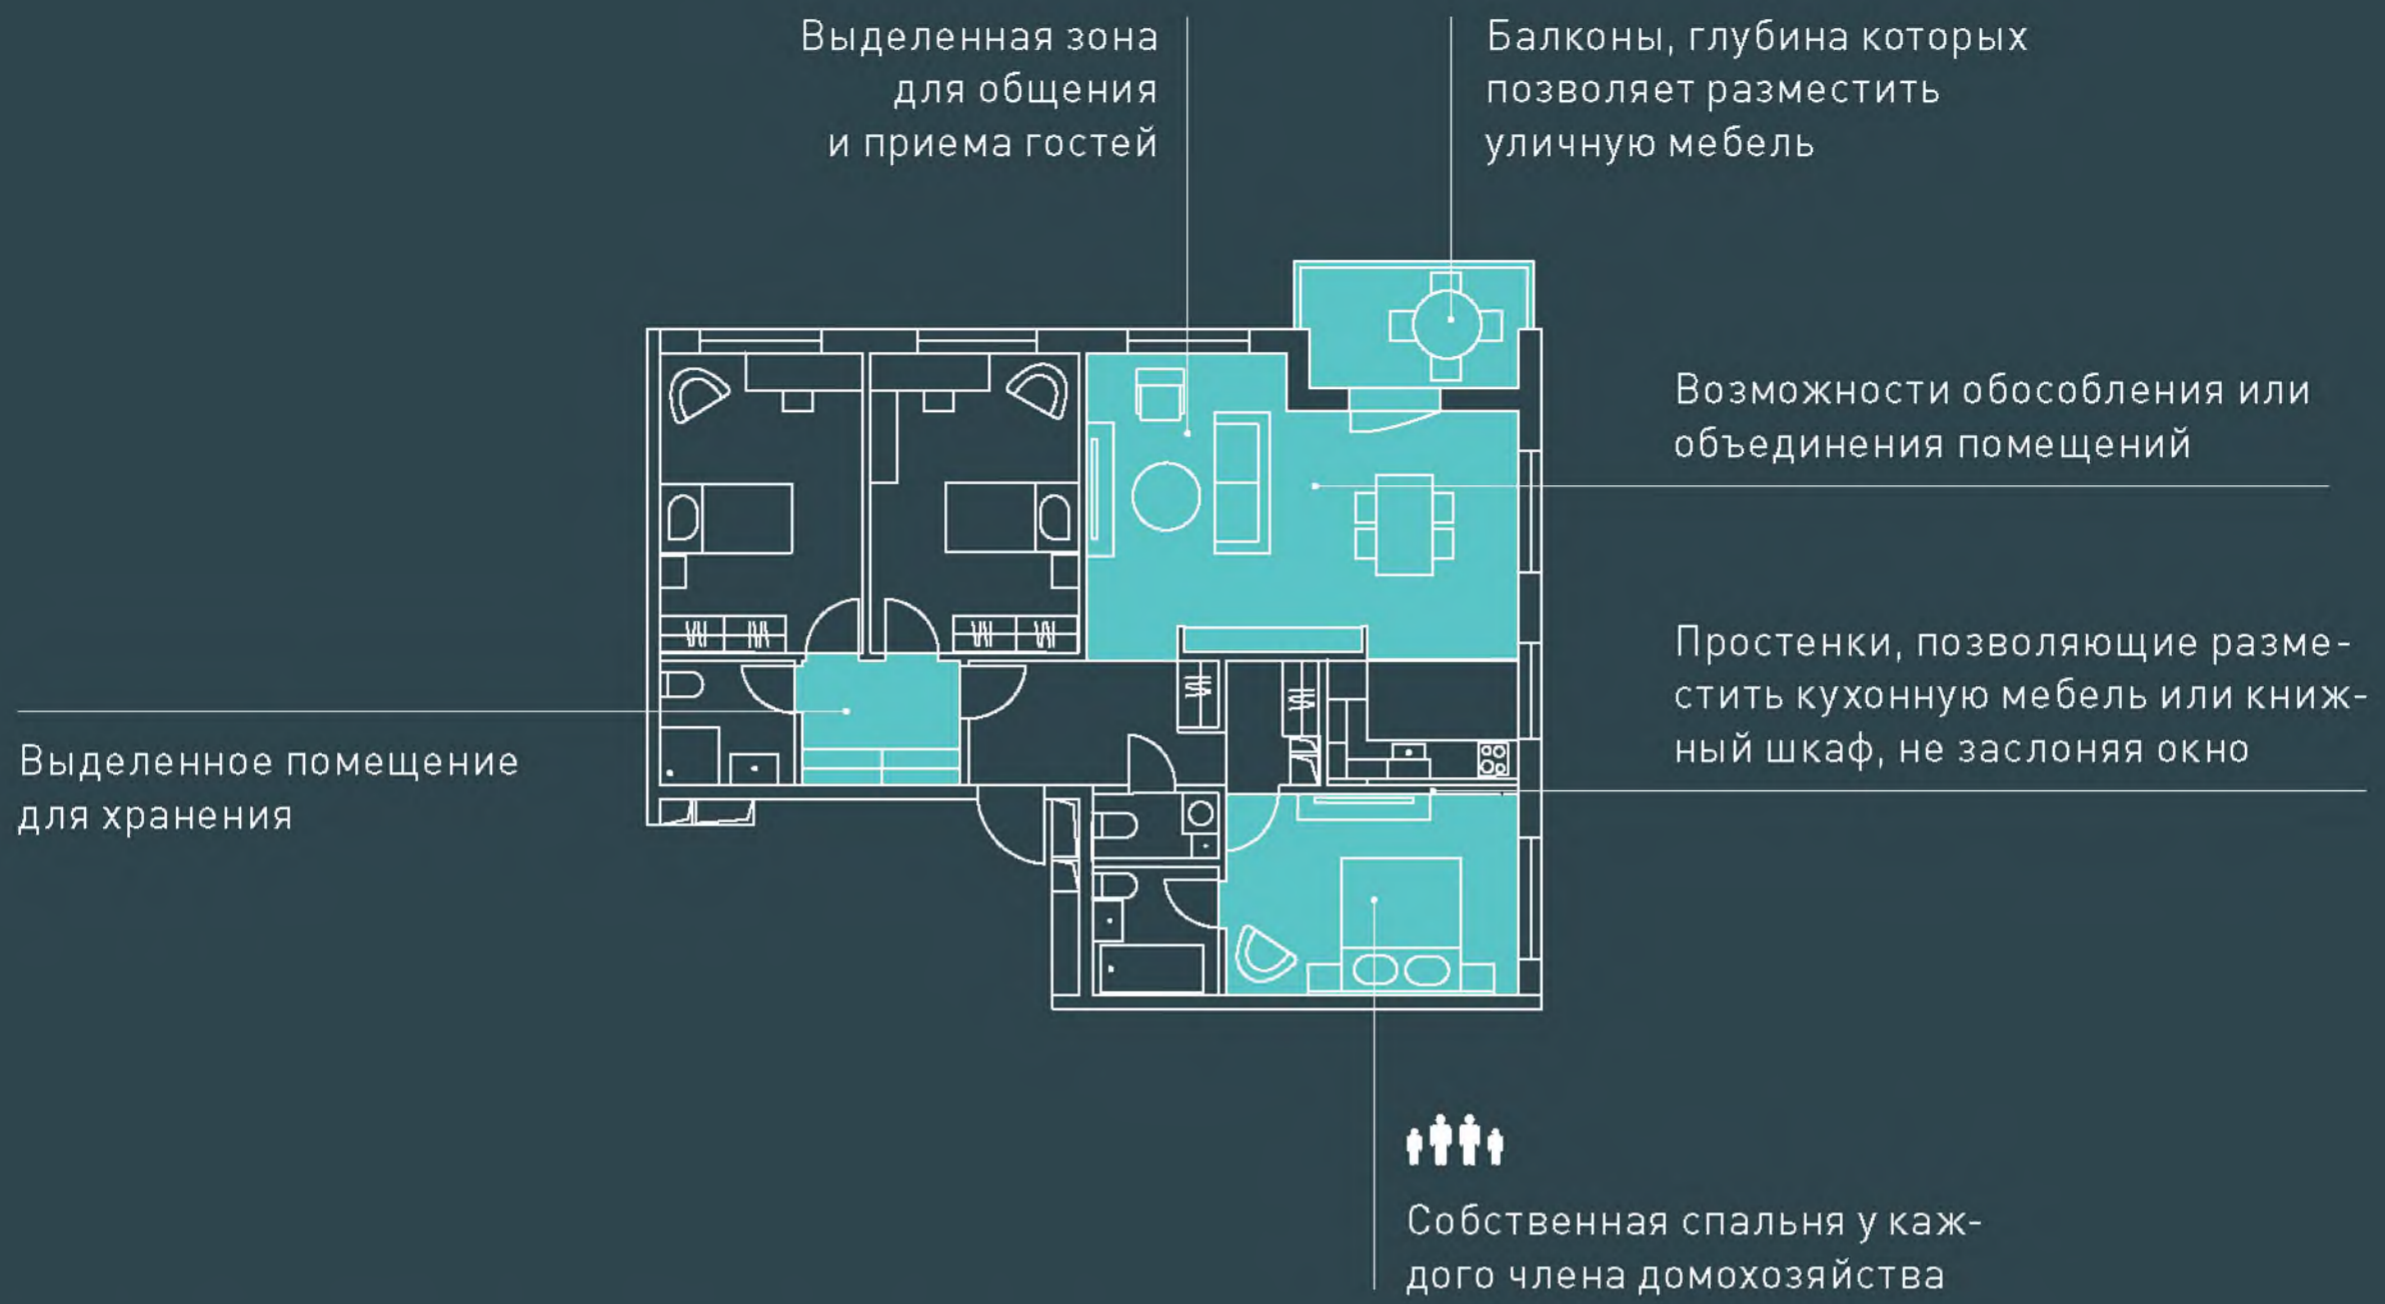 Выделенная зона
для общения
и приема гостей
Балконы, глубина которых
позволяет разместить
уличную мебель
Возможности обособления или
объединения помещений
Простенки, позволяющие разме-
стить кухонную мебель или книж-
ный шкаф, не заслоняя окно
Выделенное помещение
для хранения
Собственная спальня у каж-
дого члена домохозяйства